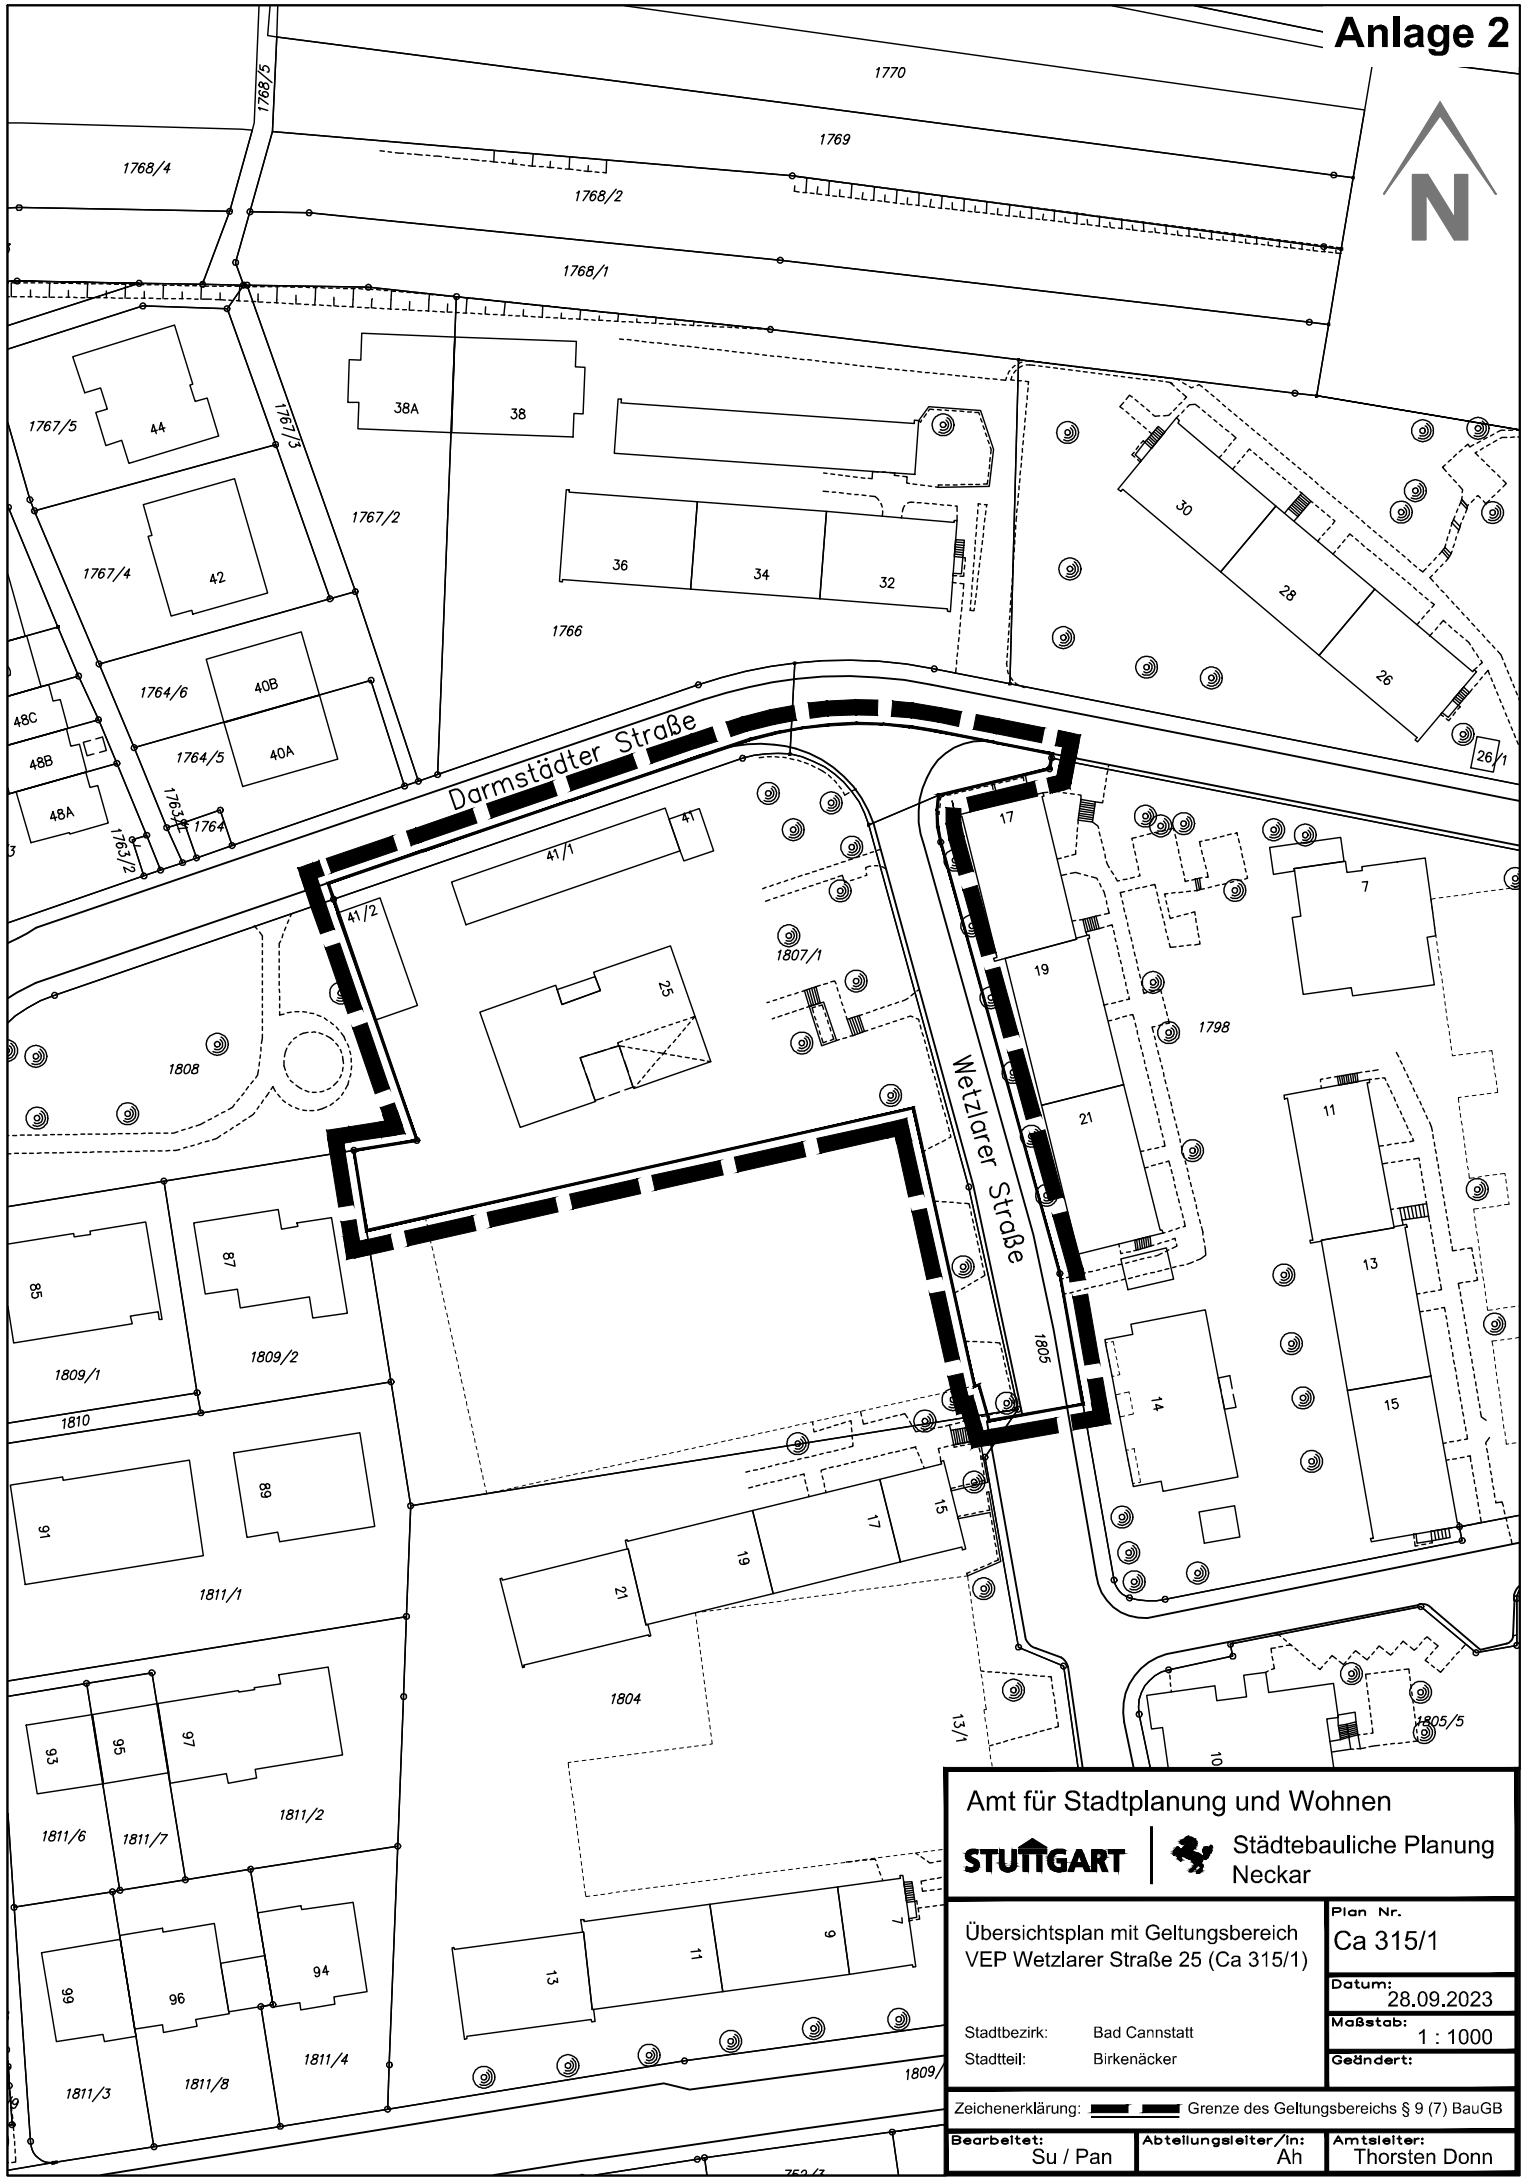 Anlage 2
1770
1768/5
1769
1768/4
1768/2
N
1768/1
38A
38
1767/5
44
1767/3
30
1767/2
36
34
32
28
1767/4
42
1766
26
1764/6
40B
48C
Darmstädter Straße
48B
1764/5
40A
26/1
48A
1763/1
1764
1763/2
41
17
41/1
7
41/2
1807/1
19
25
1798
1808
Wetzlarer Straße
21
11
87
85
13
1805
1809/2
1809/1
14
15
1810
89
15
91
17
19
21
1811/1
1804
13/1
1805/5
97
95
93
10
1811/2
1811/6
1811/7
7
9
11
13
94
96
99
1811/4
1811/8
1811/3
1809/
752/3
Amt für Stadtplanung und Wohnen
STUTTGART
Städtebauliche Planung
Neckar
Übersichtsplan mit Geltungsbereich
VEP Wetzlarer Straße 25 (Ca 315/1)
Plan Nr.
Ca 315/1
Datum:
28.09.2023
Maßstab:
1 : 1000
Geändert:
Stadtbezirk: Bad Cannstatt
Stadtteil: Birkenäcker
Zeichenerklärung: Grenze des Geltungsbereichs § 9 (7) BauGB
Bearbeitet:
Su / Pan
Abteilungsleiter/in:
Ah
Amtsleiter:
Thorsten Donn